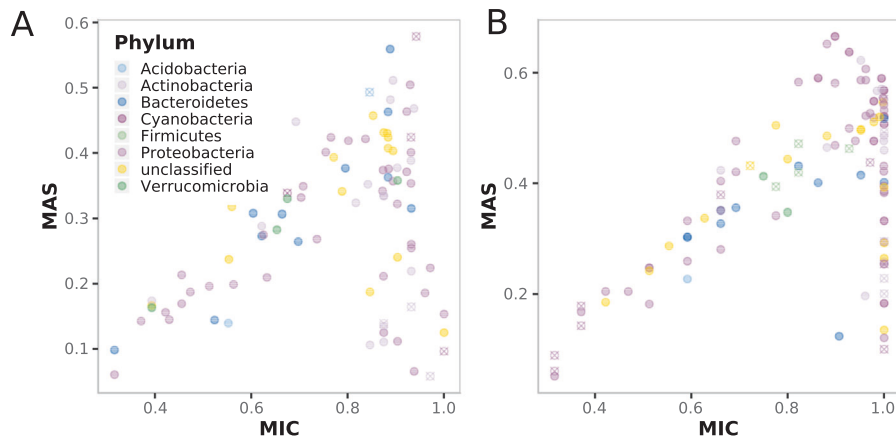 A
B
0.6
0.5
0.4
0.3
0.2
0.1
MAS
Phylum
Acidobacteria
Actinobacteria
Bacteroidetes
Cyanobacteria
Firmicutes
Proteobacteria
unclassified
Verrucomicrobia
0.4
0.6
0.8
1.0
MIC
0.6
0.4
0.2
MAS
0.4
0.6
0.8
1.0
MIC